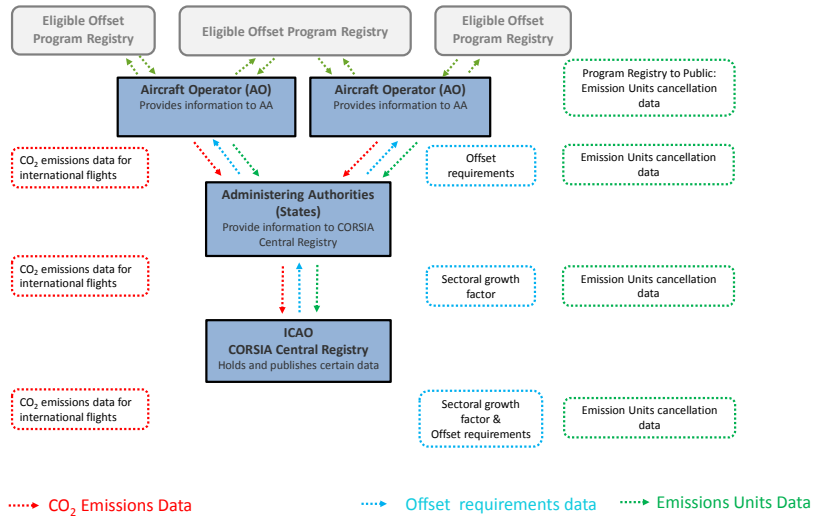 Eligible Offset
Program Registry
Eligible Offset Program Registry
Eligible Offset
Program Registry
Aircraft Operator (AO)
Provides information to AA
Aircraft Operator (AO)
Provides information to AA
Program Registry to Public:
Emission Units cancellation
data
CO₂ emissions data for
international flights
Offset
requirements
Emission Units cancellation
data
Administering Authorities
(States)
Provide information to CORSIA
Central Registry
CO₂ emissions data for
international flights
Sectoral growth
factor
Emission Units cancellation
data
ICAO
CORSIA Central Registry
Holds and publishes certain data
CO₂ emissions data for
international flights
Sectoral growth
factor &
Offset requirements
Emission Units cancellation
data
CO₂ Emissions Data
Offset requirements data
Emissions Units Data